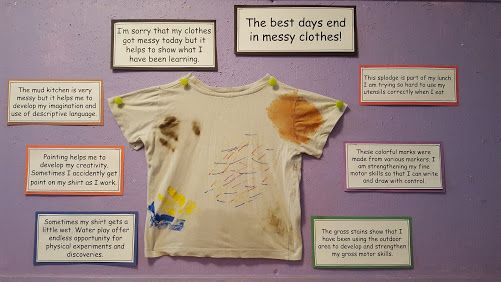 I'm sorry that my clothes
got messy today but it
helps to show what I
have been learning.
The best days end
in messy clothes!
The mud kitchen is very
messy but it helps me to
develop my imagination and
use of descriptive language.
This splodge is part of my lunch
I am trying so hard to use my
utensils correctly when I eat.
Painting helps me to
develop my creativity.
Sometimes I accidently get
paint on my shirt as I work.
These colorful marks were
made from various markers. I
am strengthening my fine
motor skills so that I can write
and draw with control.
Sometimes my shirt gets a
little wet. Water play offer
endless opportunity for
physical experiments and
discoveries.
The grass stains show that I
have been using the outdoor
area to develop and strengthen
my gross motor skills.